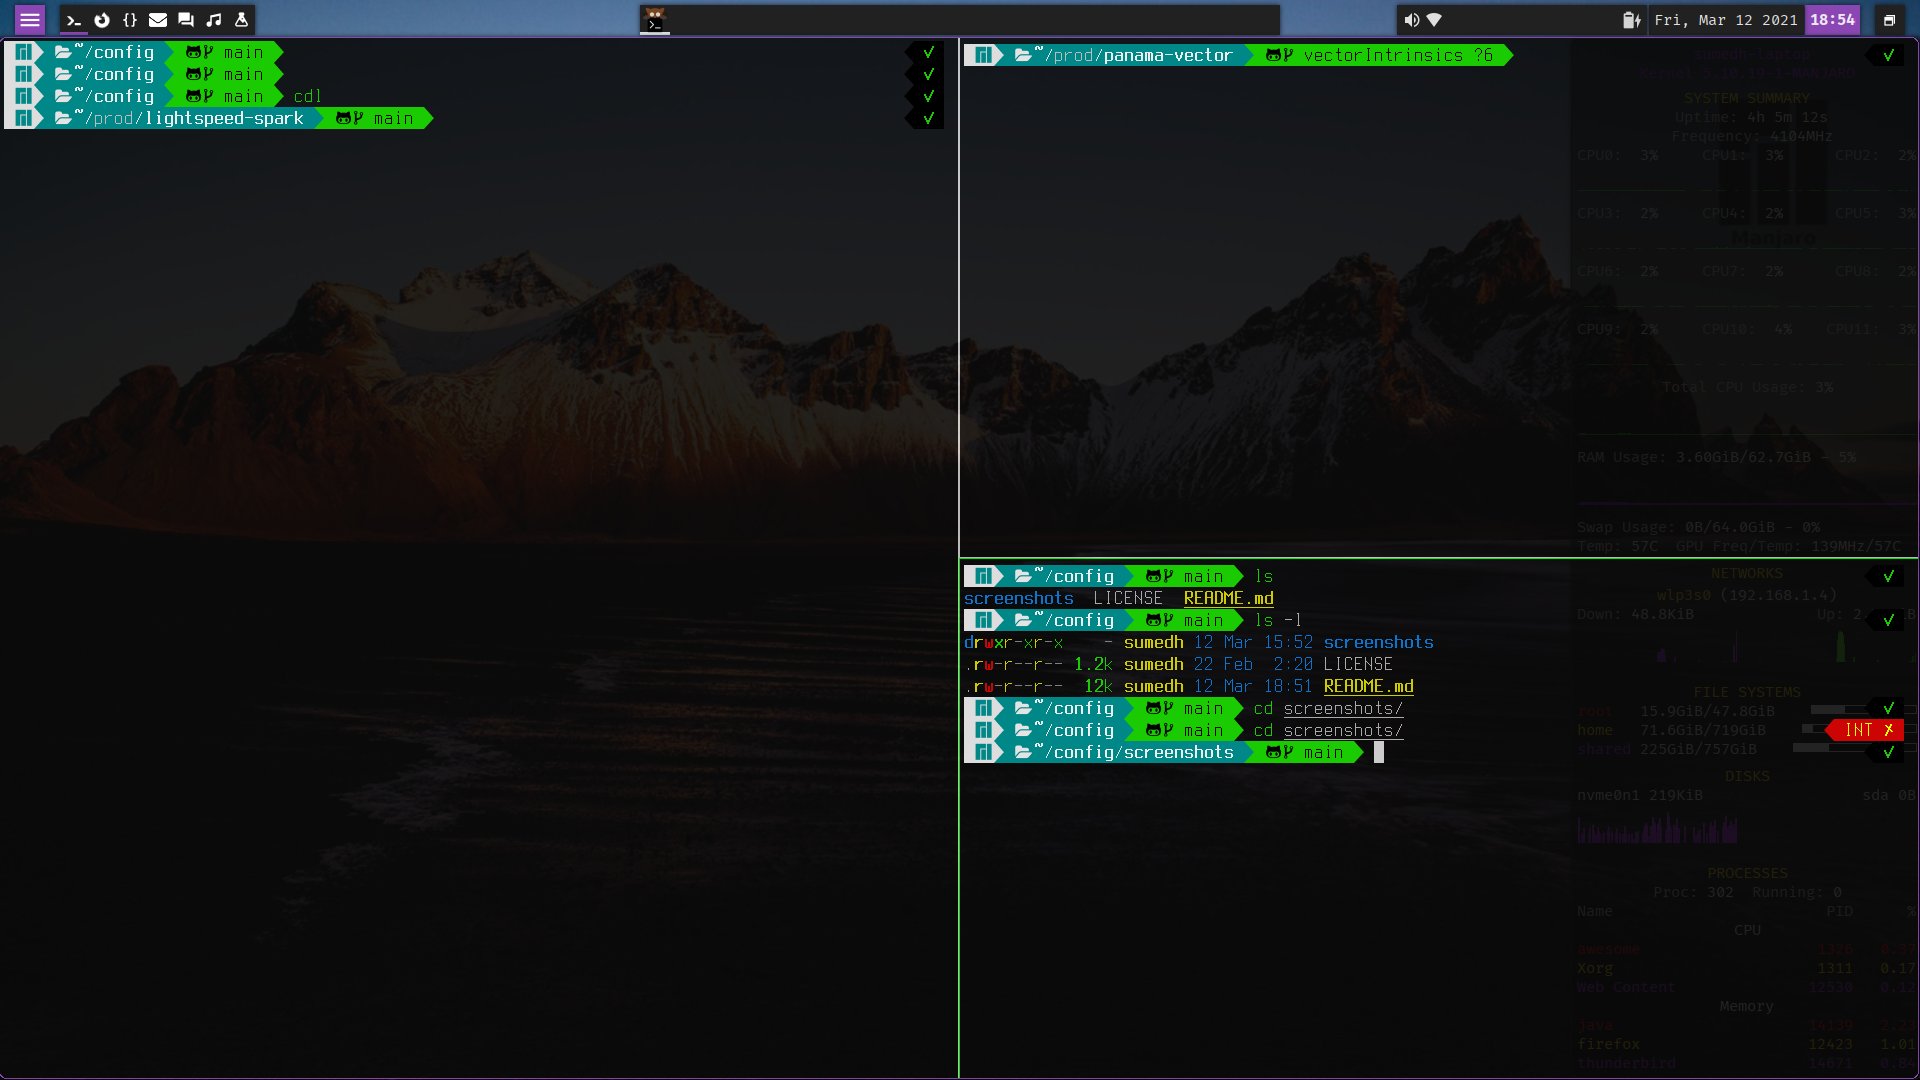 Fri, Mar 12 2021 18:54
~/config main ✓
~/config main ✓
~/config main cdl ✓
~/prod/lightspeed-spark main ✓
~/prod/panama-vector vectorIntrinsics ?6 ✓
sumedh-laptop
Kernel 5.10.19-1-MANJARO
SYSTEM SUMMARY
Uptime: 4h 5m 12s
Frequency: 4104MHz
CPU0: 3% CPU1: 3% CPU2: 2%
CPU3: 2% CPU4: 2% CPU5: 3%
Manjaro
CPU6: 2% CPU7: 2% CPU8: 2%
CPU9: 2% CPU10: 4% CPU11: 3%
Total CPU Usage: 3%
RAM Usage: 3.60GiB/62.7GiB - 5%
Swap Usage: 0B/64.0GiB - 0%
Temp: 57C GPU Freq/Temp: 139MHz/57C
~/config main ls ✓
screenshots LICENSE README.md
~/config main ls -l ✓
drwxr-xr-x - sumedh 12 Mar 15:52 screenshots
.rw-r--r-- 1.2k sumedh 22 Feb 2:20 LICENSE
.rw-r--r-- 12k sumedh 12 Mar 18:51 README.md
~/config main cd screenshots/ ✓
~/config main cd screenshots/ INT ✗
~/config/screenshots main ✓
NETWORKS
wlp3s0 (192.168.1.4)
Down: 48.8KiB Up: 2.
FILE SYSTEMS
root 15.9GiB/47.8GiB
home 71.6GiB/719GiB
shared 225GiB/757GiB
DISKS
nvme0n1 219KiB sda 0B
PROCESSES
Proc: 302 Running: 0
Name PID %
CPU
awesome 1326 0.37
Xorg 1311 0.17
Web Content 12530 0.12
Memory
java 14139 2.23
firefox 12423 1.01
thunderbird 14671 0.84